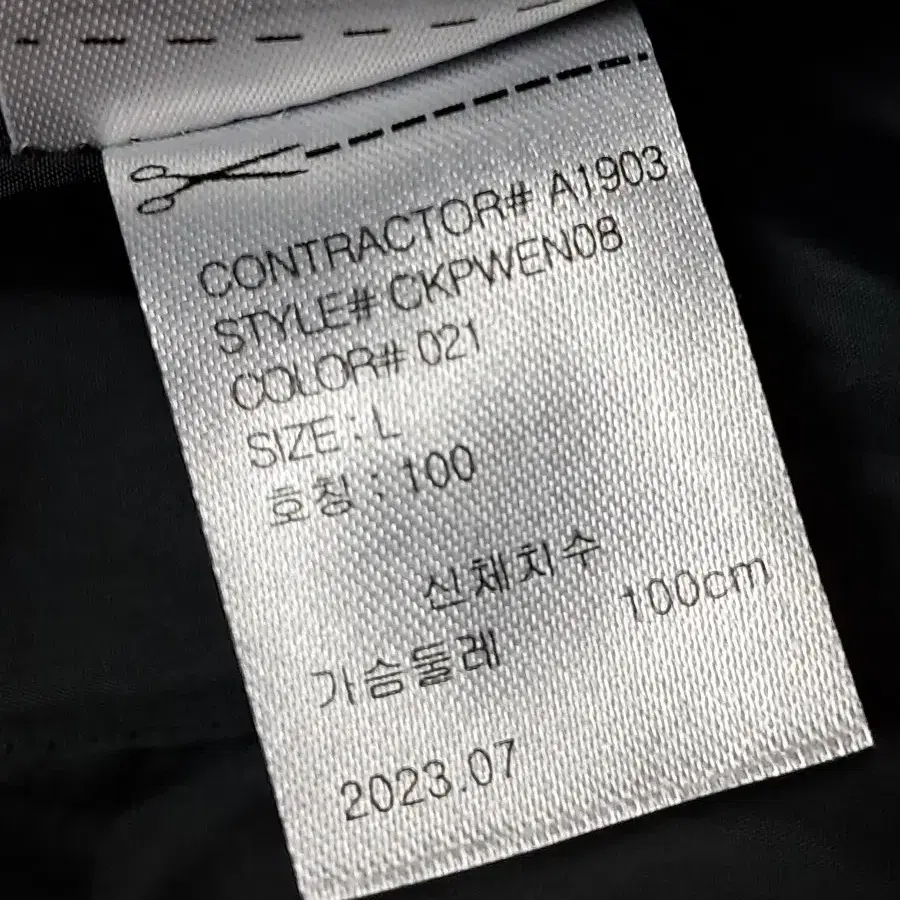 CONTRACTOR# A1903
STYLE# CKPWEN08
COLOR# 021
SIZE : L
호칭 : 100
신체치수
가슴둘레 100cm
2023.07